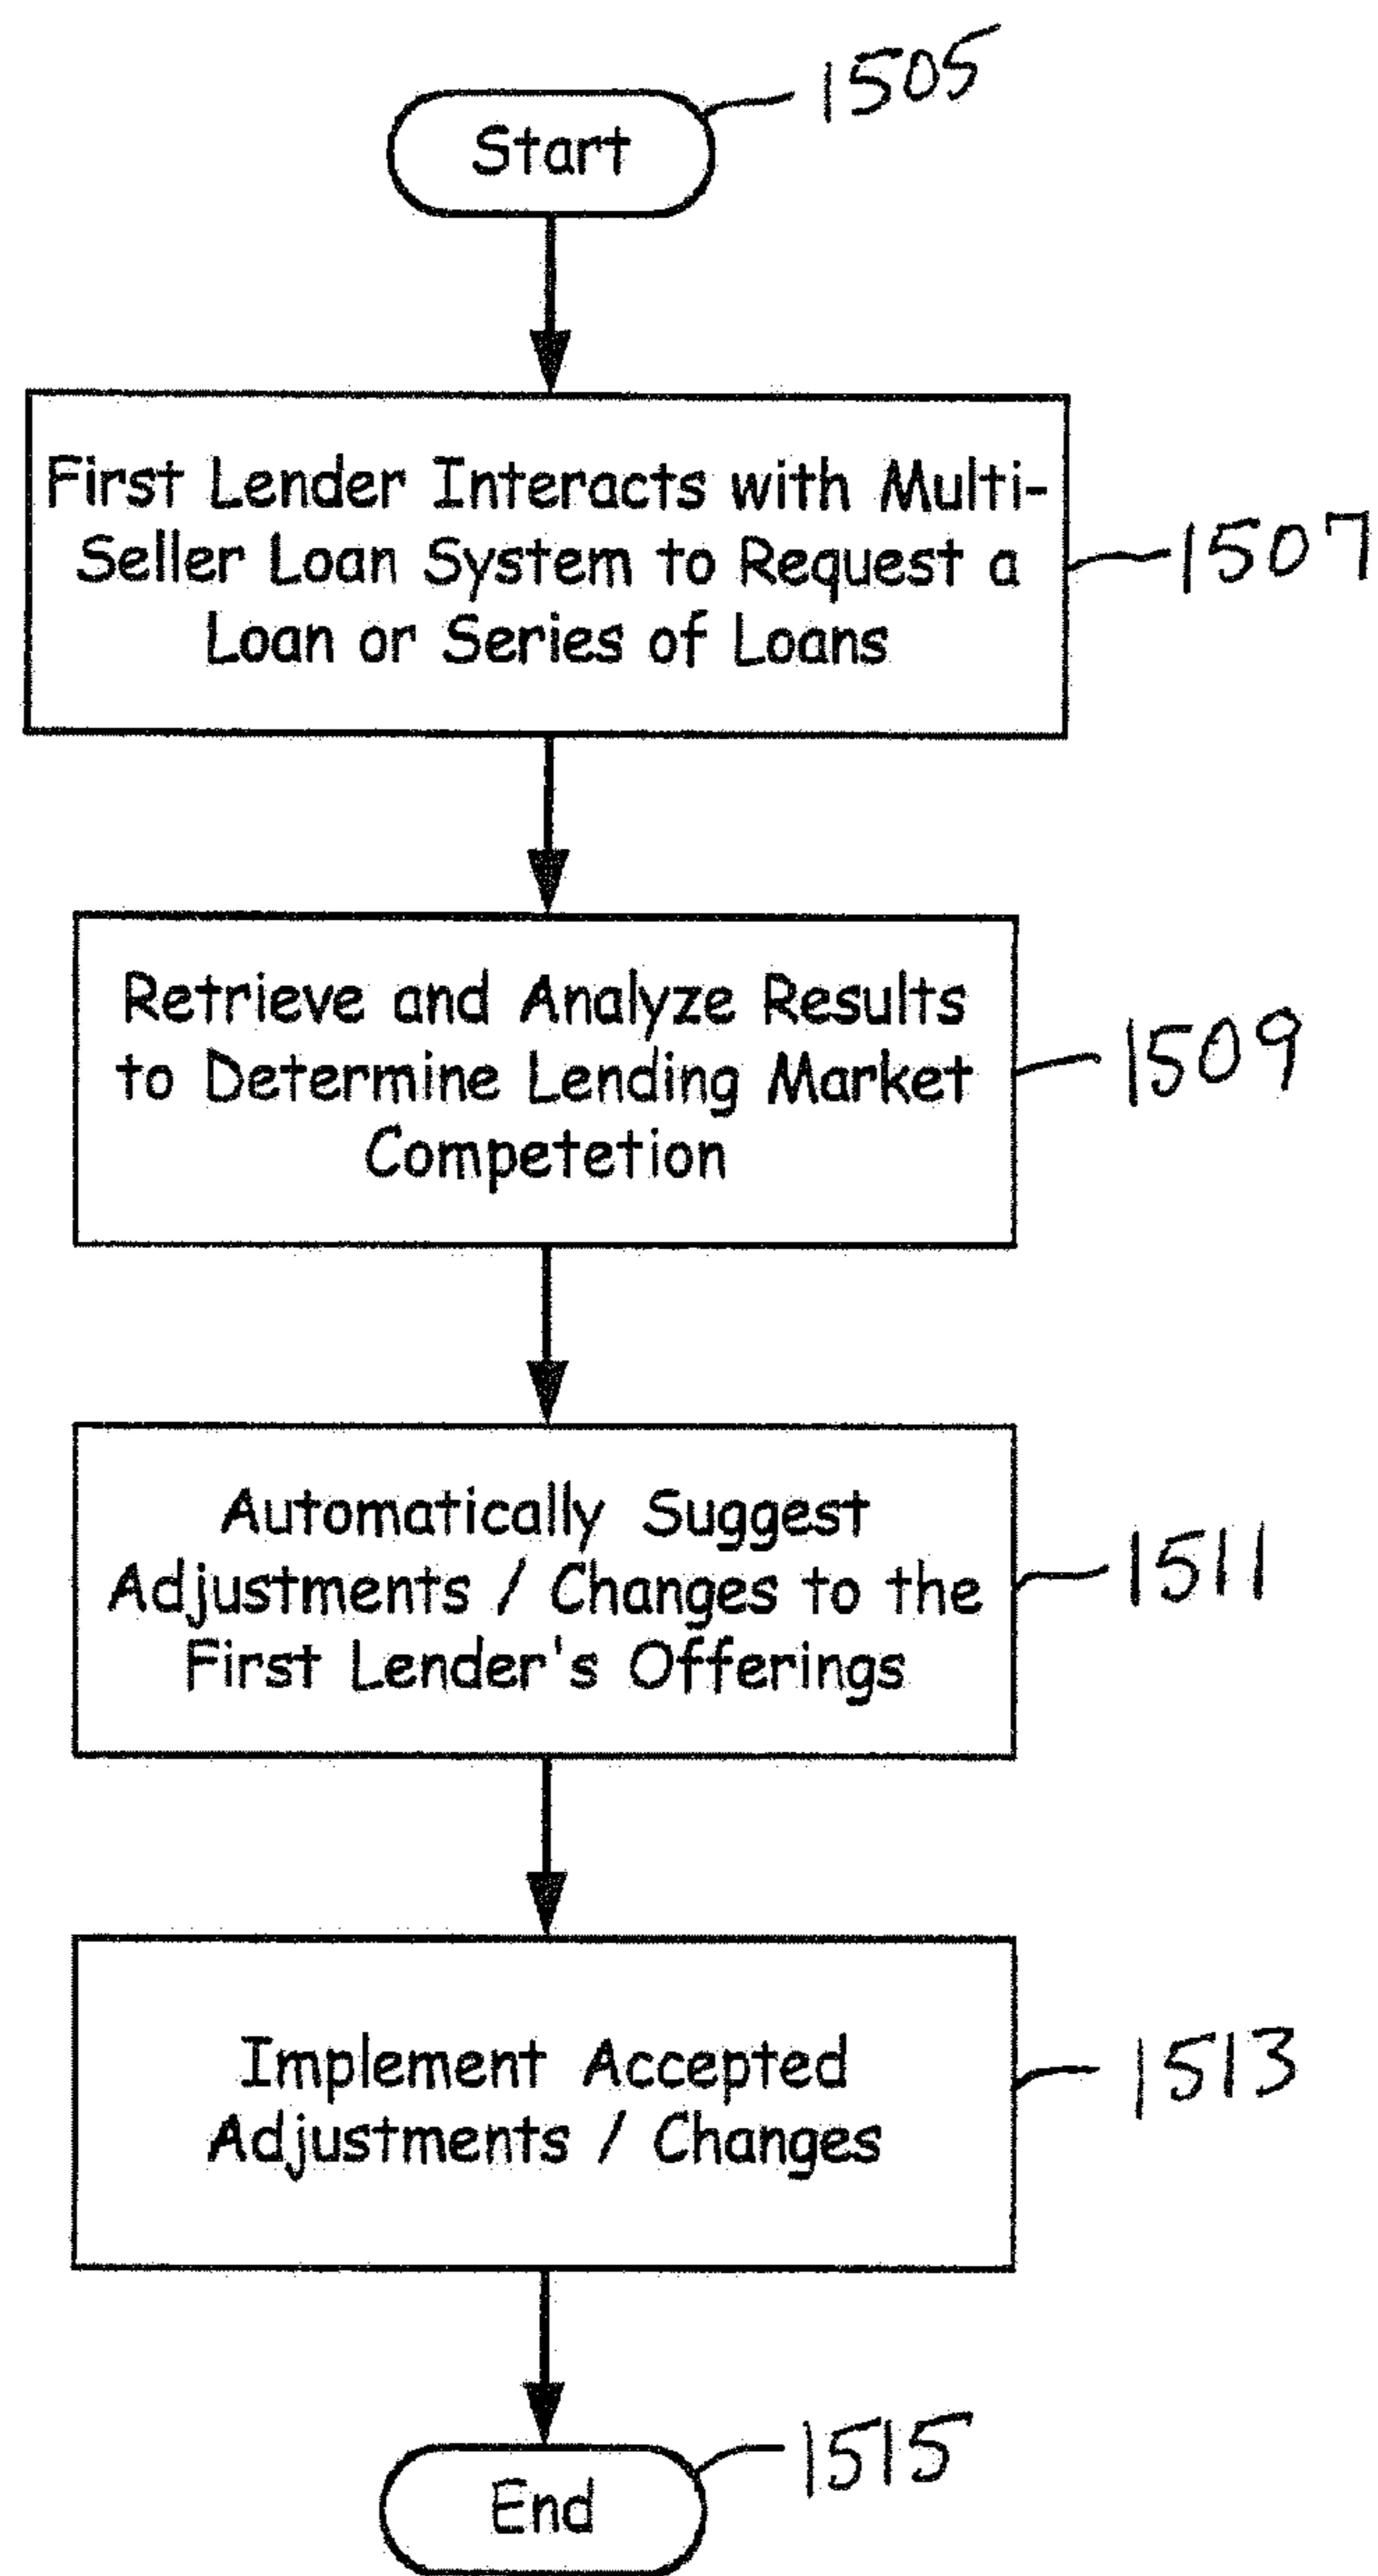 1505
Start
First Lender Interacts with Multi-
Seller Loan System to Request a
Loan or Series of Loans
1507
Retrieve and Analyze Results
to Determine Lending Market
Competetion
1509
Automatically Suggest
Adjustments / Changes to the
First Lender's Offerings
1511
Implement Accepted
Adjustments / Changes
1513
1515
End